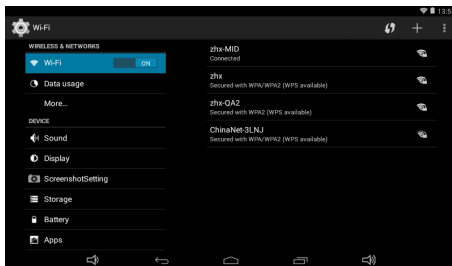 13:5
Wi-Fi
WIRELESS & NETWORKS
Wi-Fi ON
Data usage
More...
DEVICE
Sound
Display
ScreenshotSetting
Storage
Battery
Apps
zhx-MID
Connected
zhx
Secured with WPA/WPA2 (WPS available)
zhx-QA2
Secured with WPA2 (WPS available)
ChinaNet-3LNJ
Secured with WPA/WPA2 (WPS available)